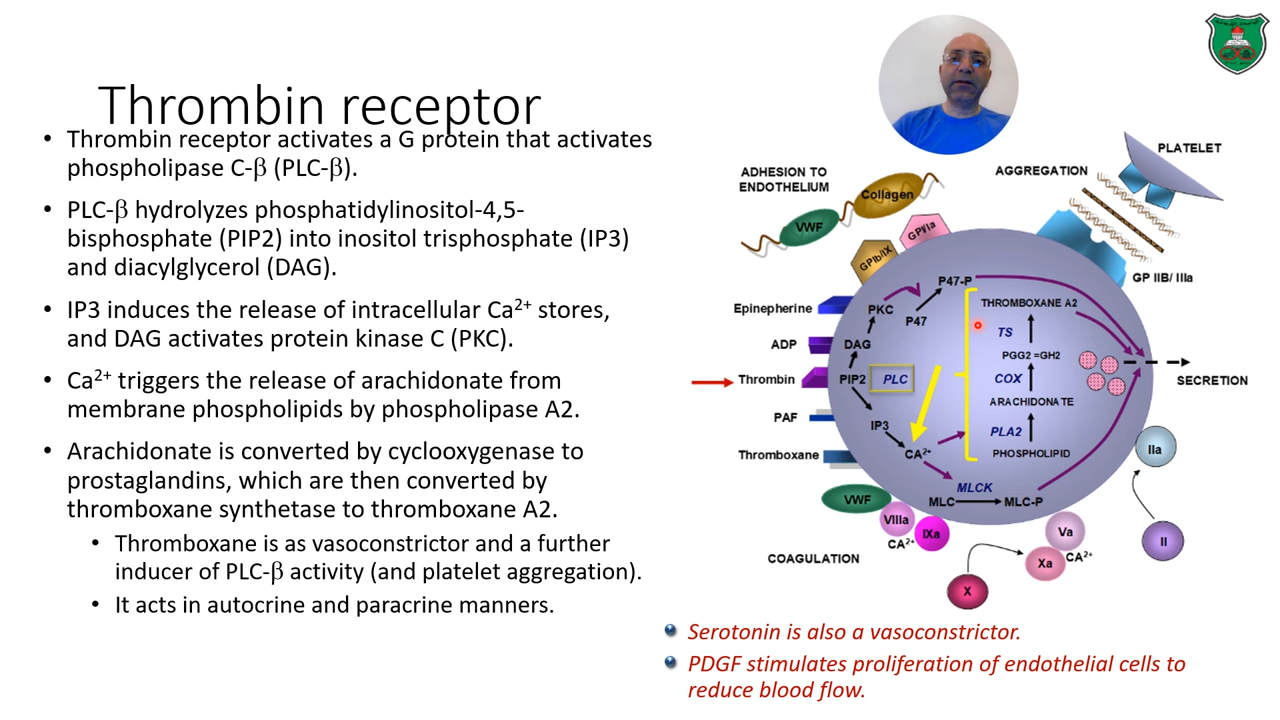 Thrombin receptor
• Thrombin receptor activates a G protein that activates
phospholipase C-β (PLC-β).
• PLC-β hydrolyzes phosphatidylinositol-4,5-
bisphosphate (PIP2) into inositol trisphosphate (IP3)
and diacylglycerol (DAG).
• IP3 induces the release of intracellular Ca²⁺ stores,
and DAG activates protein kinase C (PKC).
• Ca²⁺ triggers the release of arachidonate from
membrane phospholipids by phospholipase A2.
• Arachidonate is converted by cyclooxygenase to
prostaglandins, which are then converted by
thromboxane synthetase to thromboxane A2.
• Thromboxane is as vasoconstrictor and a further
inducer of PLC-β activity (and platelet aggregation).
• It acts in autocrine and paracrine manners.
PLATELET
AGGREGATION
ADHESION TO
ENDOTHELIUM
Collagen
VWF
GPI/Ia
GPIb/IX
GP IIB/ IIIa
P47-P
PKC
P47
Epinepherine
THROMBOXANE A2
TS
ADP
DAG
PGG2 =GH2
Thrombin
PIP2
PLC
COX
SECRETION
ARACHIDONATE
PAF
IP3
PLA2
Thromboxane
CA²⁺
PHOSPHOLIPID
IIa
MLCK
MLC
MLC-P
VWF
VIIIa
IXa
CA²⁺
Va
II
COAGULATION
Xa
CA²⁺
X
Serotonin is also a vasoconstrictor.
PDGF stimulates proliferation of endothelial cells to
reduce blood flow.